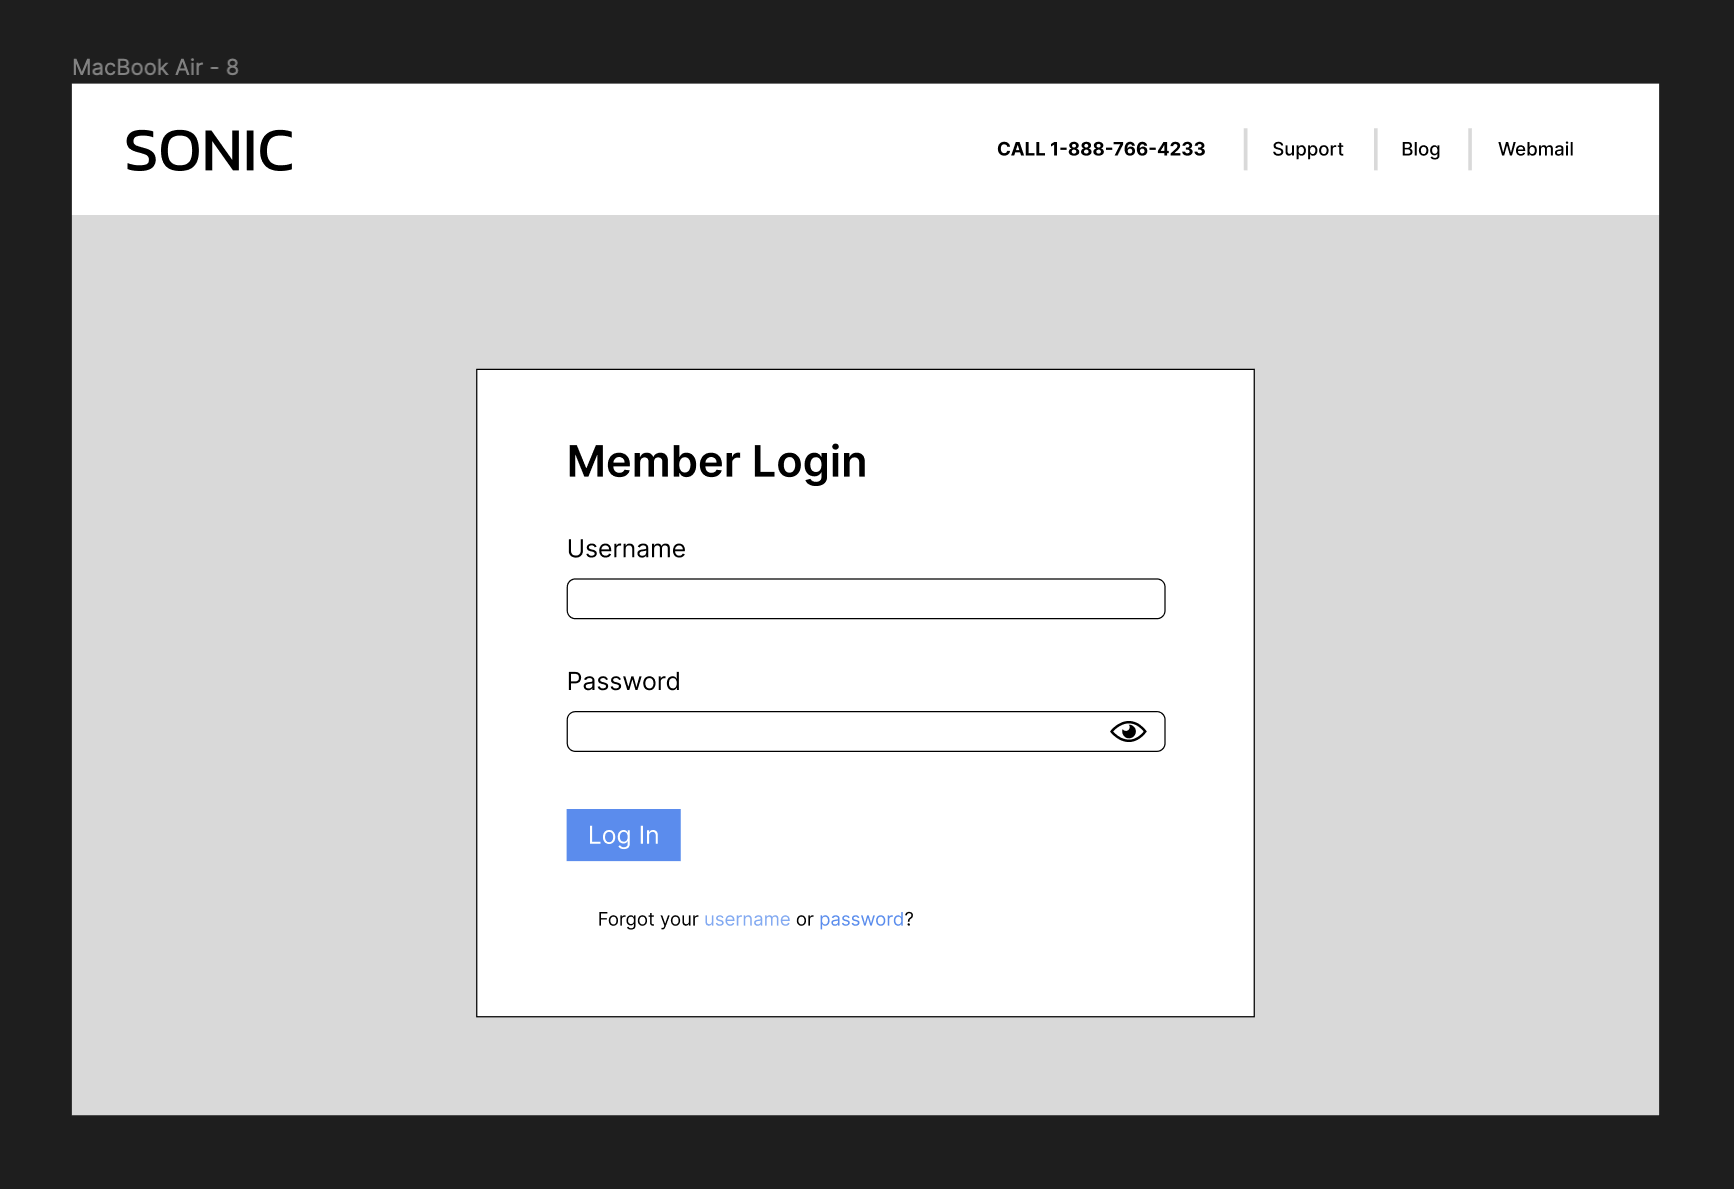 MacBook Air - 8
SONIC
CALL 1-888-766-4233
Support
Blog
Webmail
Member Login
Username
Password
Log In
Forgot your username or password?